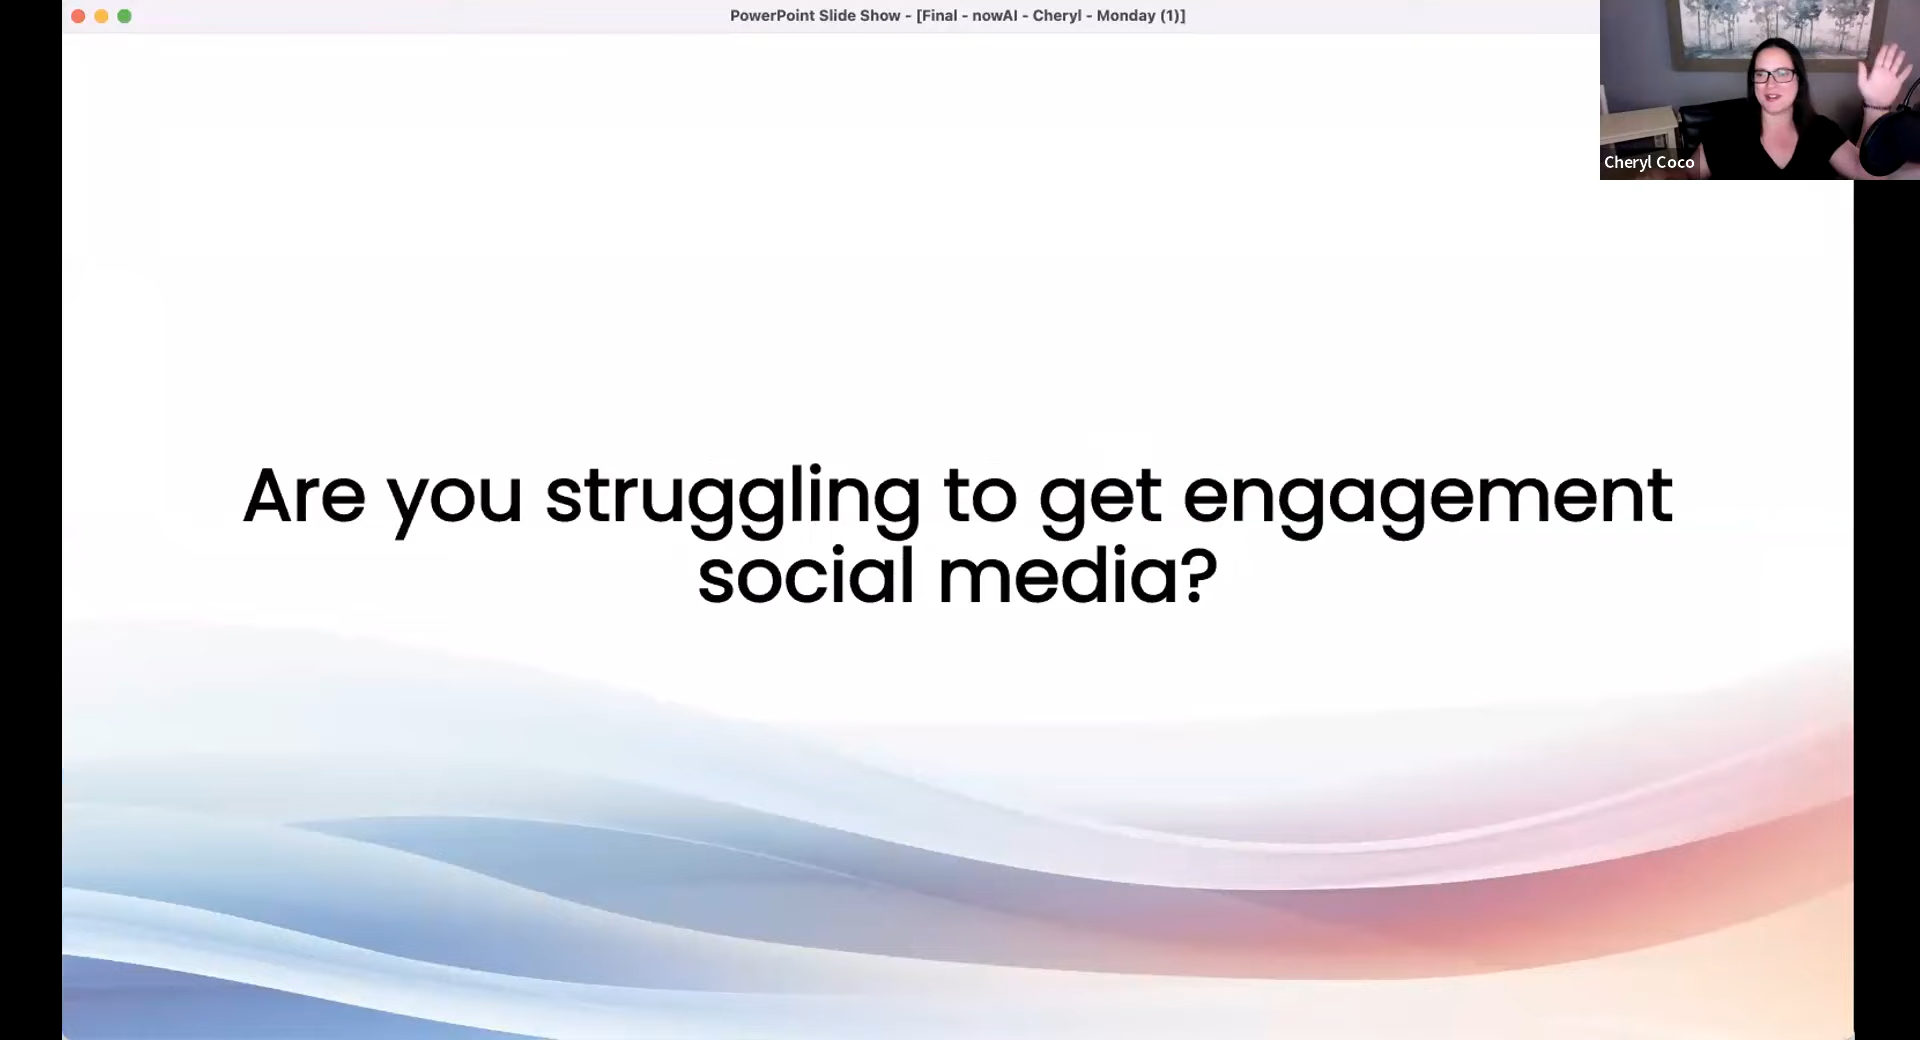 PowerPoint Slide Show - [Final - nowAI - Cheryl - Monday (1)]
Cheryl Coco
Are you struggling to get engagement
social media?